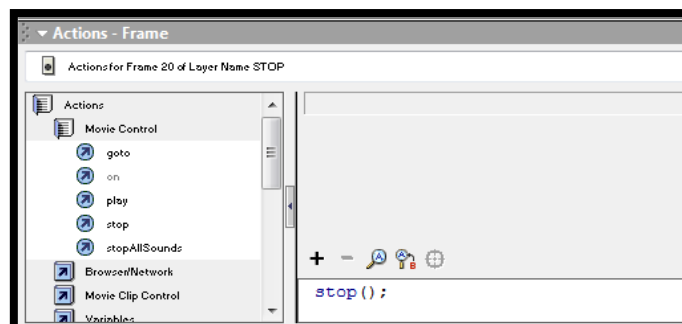 Actions - Frame
Actions for Frame 20 of Layer Name STOP
Actions
Movie Control
goto
on
play
stop
stopAllSounds
Browser/Network
Movie Clip Control
Variables
stop();